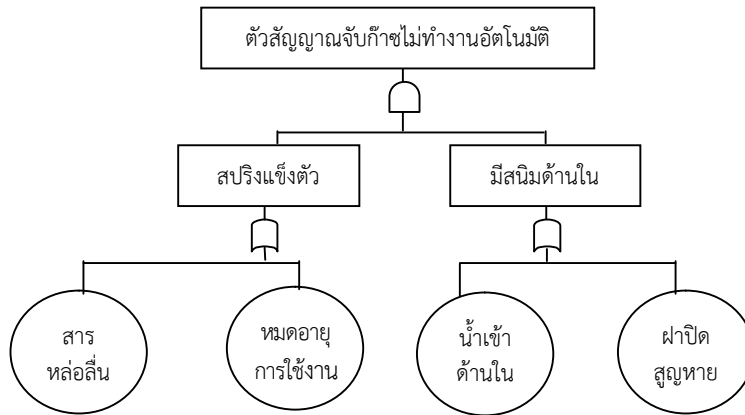 ตัวสัญญาณจับก๊าซไม่ทำงานอัตโนมัติ
สปริงแข็งตัว
มีสนิมด้านใน
สาร
หล่อลื่น
หมดอายุ
การใช้งาน
น้ำเข้า
ด้านใน
ฝาปิด
สูญหาย